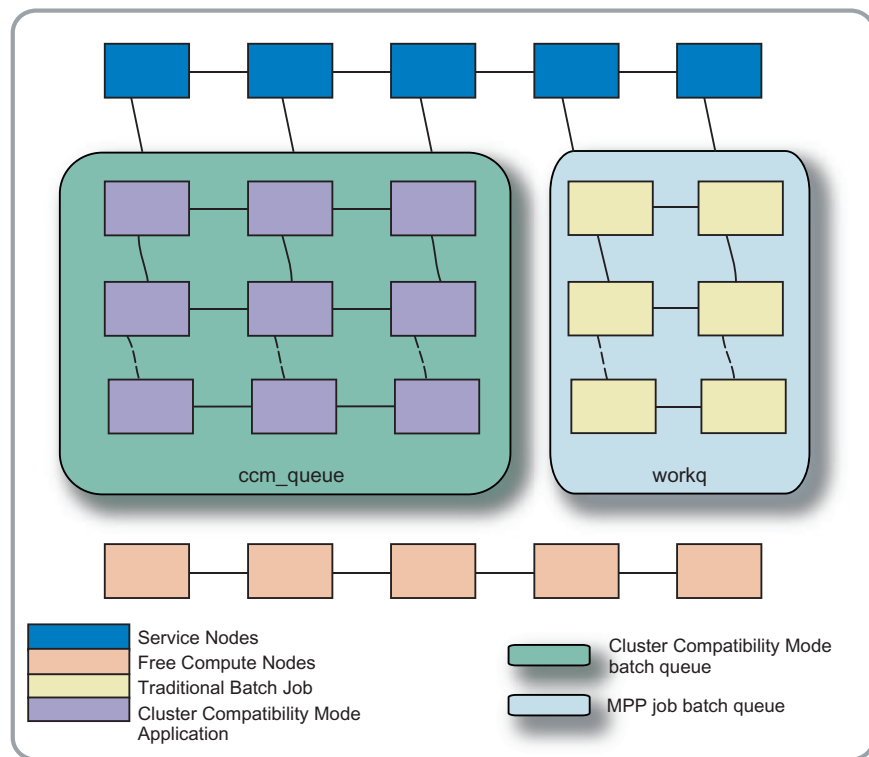 ccm_queue
workq
Service Nodes
Free Compute Nodes
Traditional Batch Job
Cluster Compatibility Mode
Application
Cluster Compatibility Mode
batch queue
MPP job batch queue